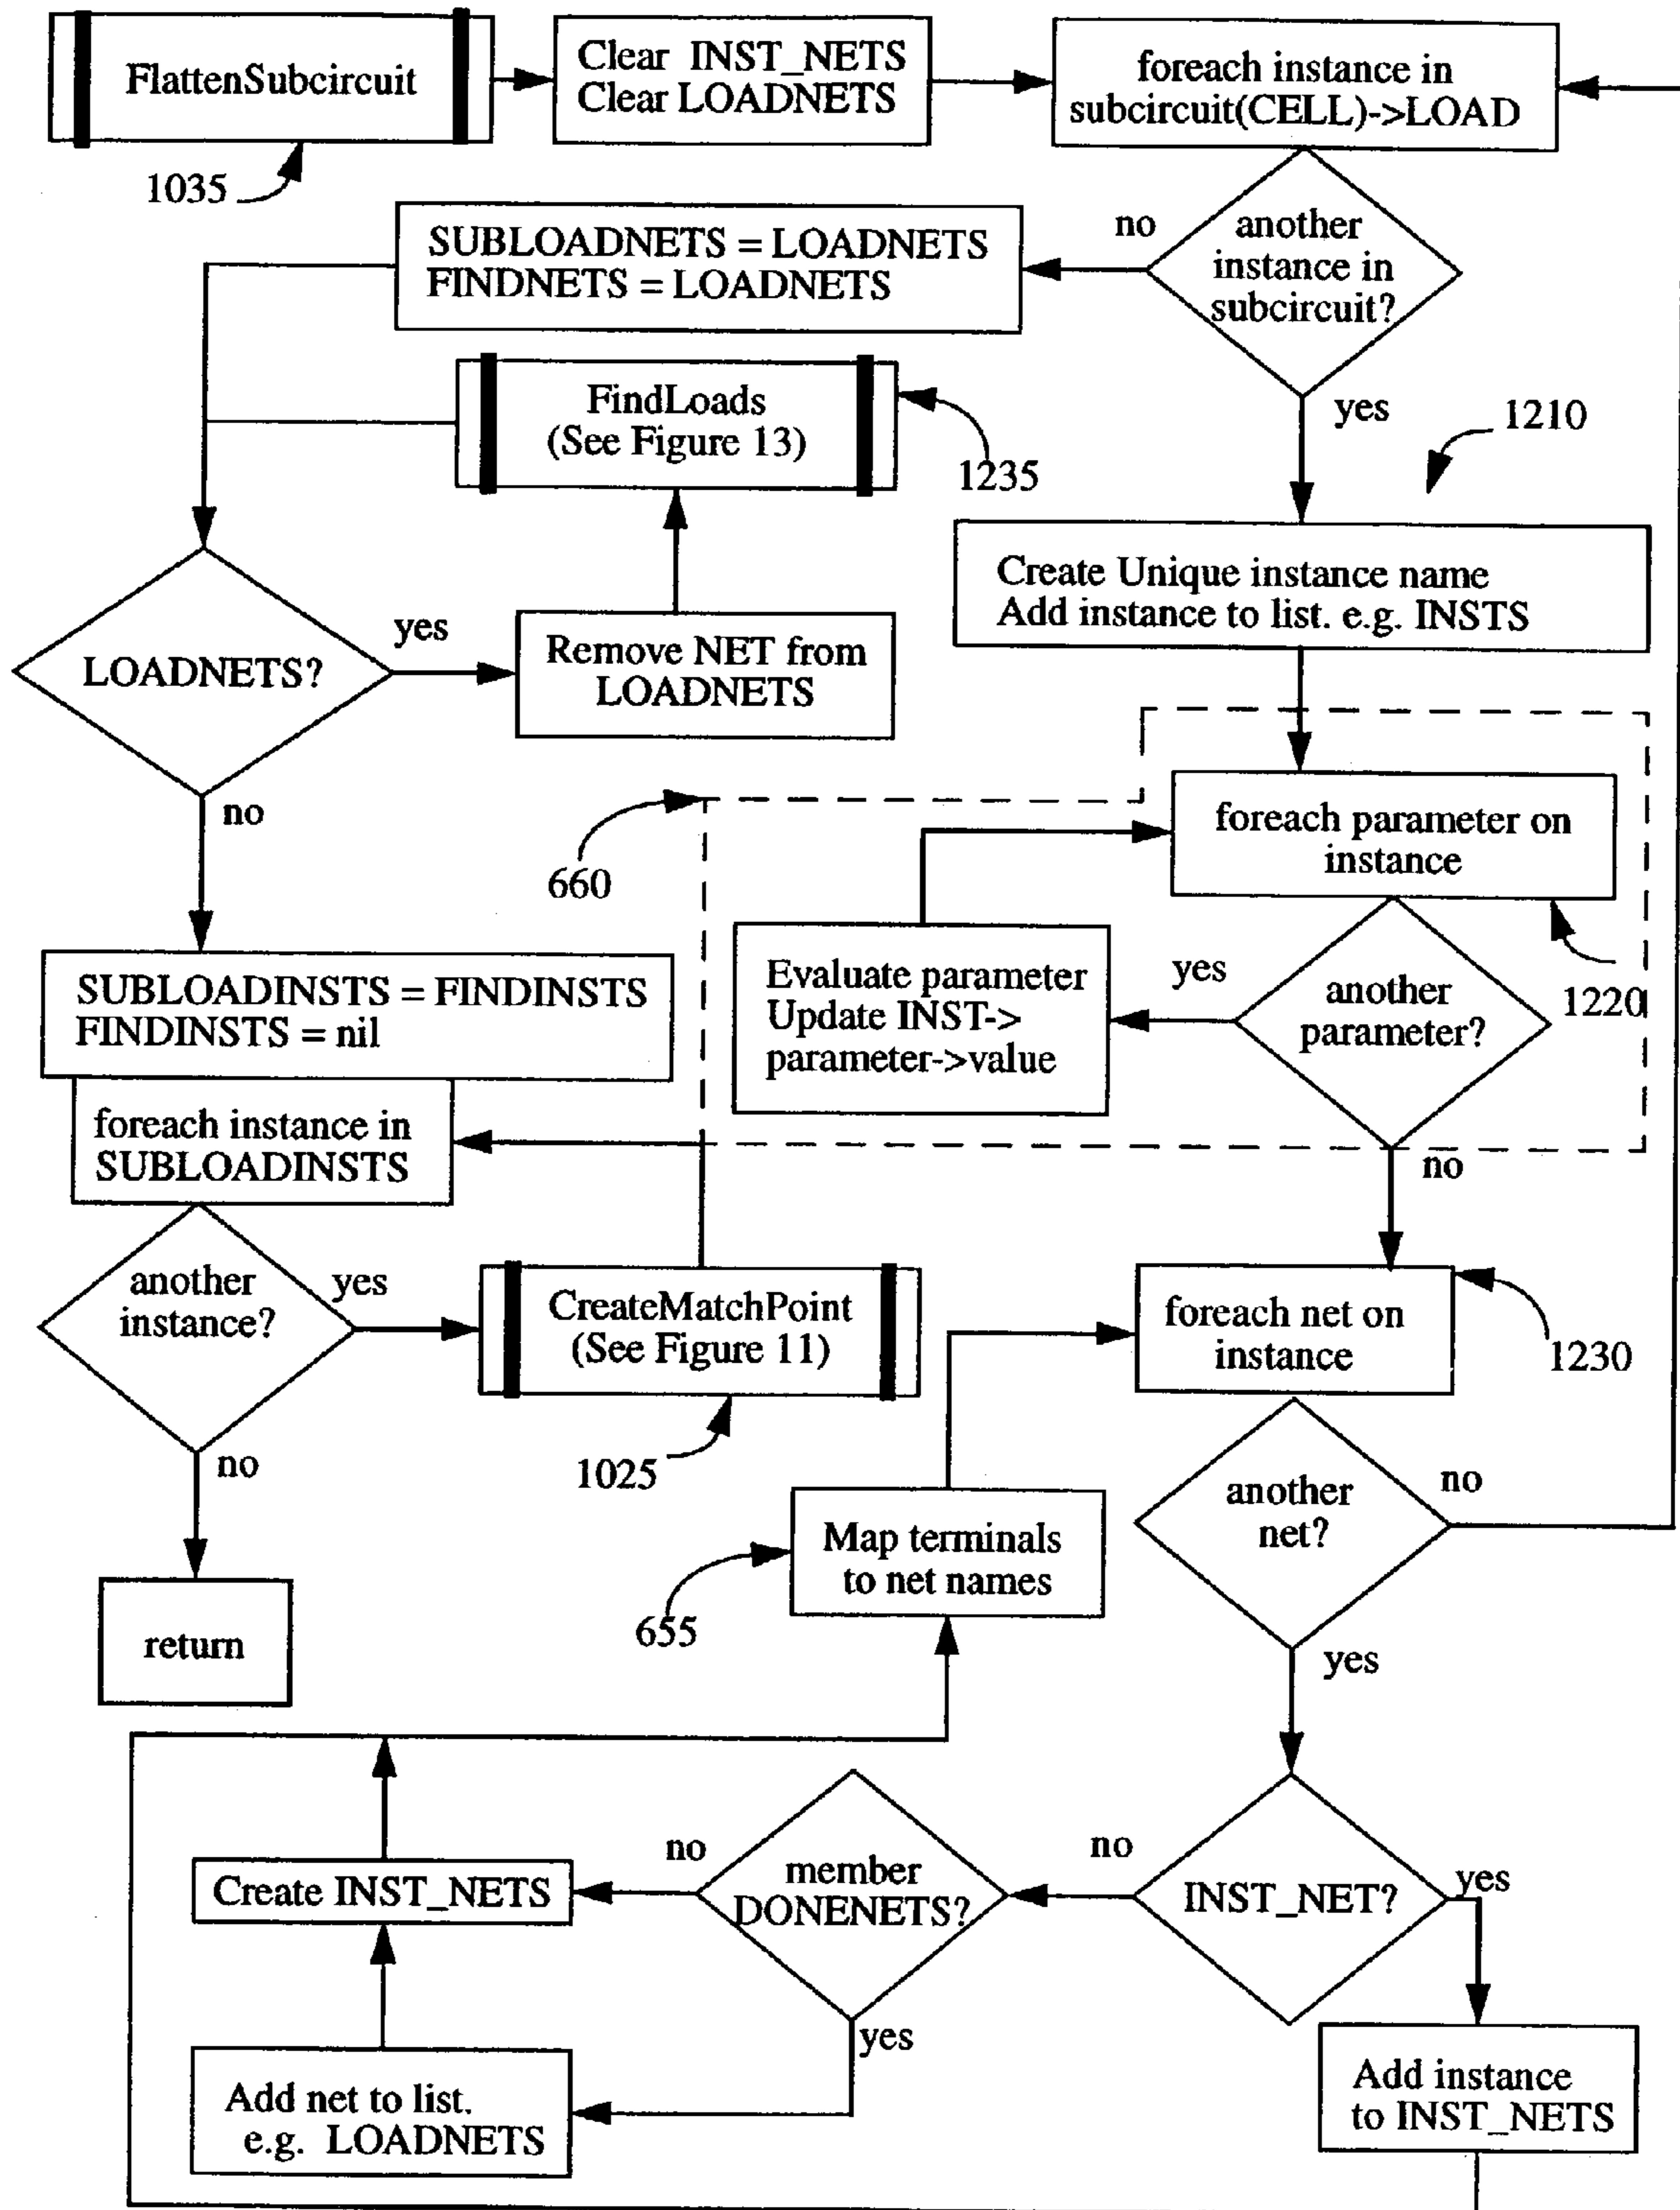 FlattenSubcircuit
Clear INST_NETS
Clear LOADNETS
foreach instance in
subcircuit(CELL)->LOAD
1035
SUBLOADNETS = LOADNETS
FINDNETS = LOADNETS
no
another
instance in
subcircuit?
yes
FindLoads
(See Figure 13)
1235
1210
Create Unique instance name
Add instance to list. e.g. INSTS
LOADNETS?
yes
Remove NET from
LOADNETS
no
660
foreach parameter on
instance
1220
Evaluate parameter
Update INST->
parameter->value
yes
another
parameter?
no
SUBLOADINSTS = FINDINSTS
FINDINSTS = nil
foreach instance in
SUBLOADINSTS
another
instance?
yes
CreateMatchPoint
(See Figure 11)
1025
no
return
foreach net on
instance
1230
another
net?
no
yes
Map terminals
to net names
655
INST_NET?
no
yes
member
DONENETS?
no
yes
Create INST_NETS
Add net to list.
e.g. LOADNETS
Add instance
to INST_NETS